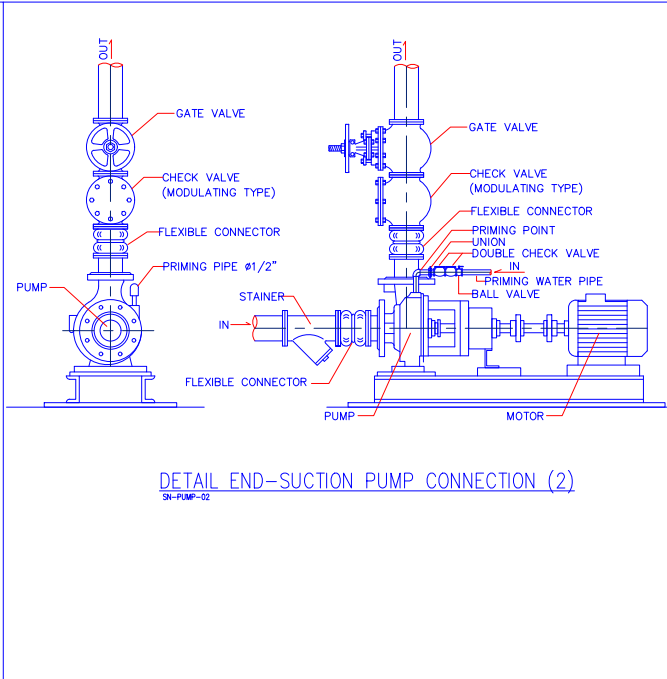 OUT
GATE VALVE
CHECK VALVE
(MODULATING TYPE)
FLEXIBLE CONNECTOR
PRIMING PIPE ø1/2"
PUMP
OUT
GATE VALVE
CHECK VALVE
(MODULATING TYPE)
FLEXIBLE CONNECTOR
PRIMING POINT
UNION
DOUBLE CHECK VALVE
IN
PRIMING WATER PIPE
BALL VALVE
STAINER
IN
FLEXIBLE CONNECTOR
PUMP
MOTOR
DETAIL END-SUCTION PUMP CONNECTION (2)
SN-PUMP-02